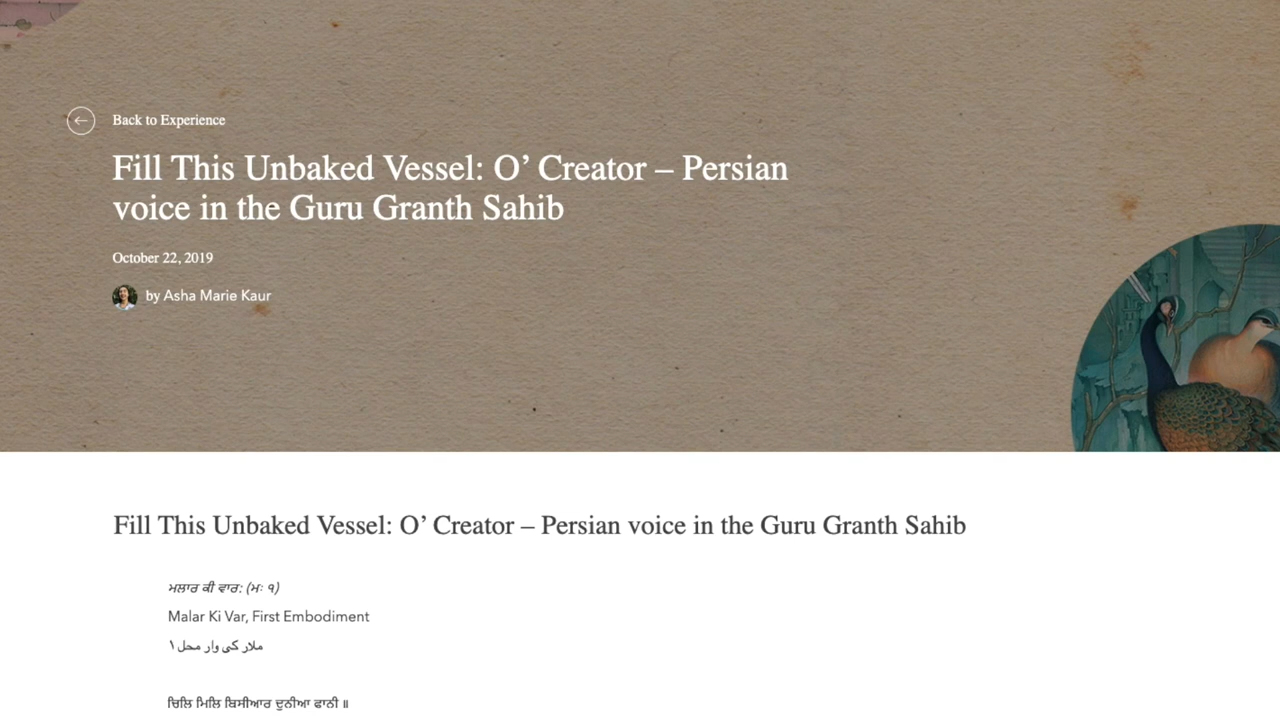 Back to Experience
Fill This Unbaked Vessel: O’ Creator – Persian
voice in the Guru Granth Sahib
October 22, 2019
by Asha Marie Kaur
Fill This Unbaked Vessel: O’ Creator – Persian voice in the Guru Granth Sahib
ਮਲਾਰ ਕੀ ਵਾਰ: (ਮਃ ੧)
Malar Ki Var, First Embodiment
ملار کی وار محل ۱
ਚਿਲਿ ਮਿਲਿ ਬਿਸੀਆਰ ਦੁਨੀਆ ਫਾਨੀ ॥